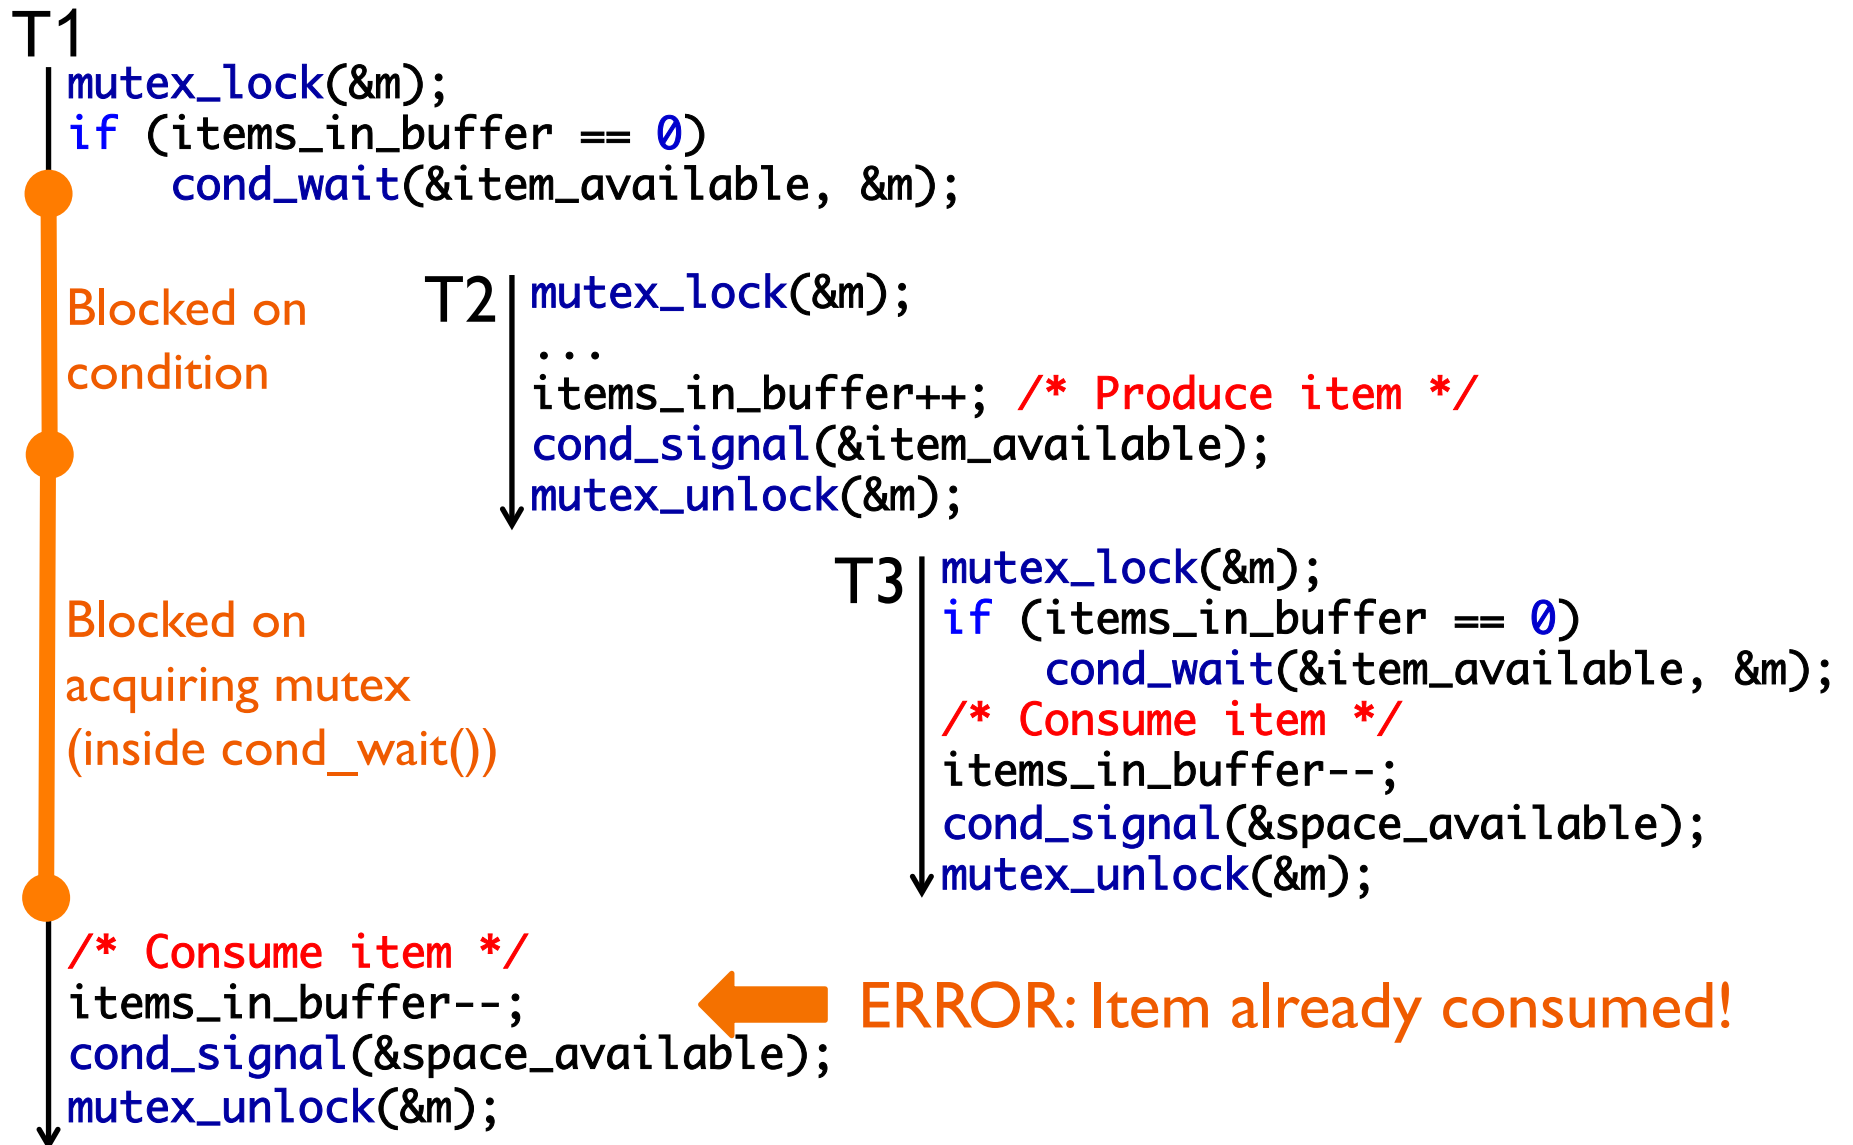 T1
mutex_lock(&m);
if (items_in_buffer == 0)
    cond_wait(&item_available, &m);
Blocked on
condition
T2
mutex_lock(&m);
...
items_in_buffer++; /* Produce item */
cond_signal(&item_available);
mutex_unlock(&m);
Blocked on
acquiring mutex
(inside cond_wait())
T3
mutex_lock(&m);
if (items_in_buffer == 0)
    cond_wait(&item_available, &m);
/* Consume item */
items_in_buffer--;
cond_signal(&space_available);
mutex_unlock(&m);
/* Consume item */
items_in_buffer--;
ERROR: Item already consumed!
cond_signal(&space_available);
mutex_unlock(&m);